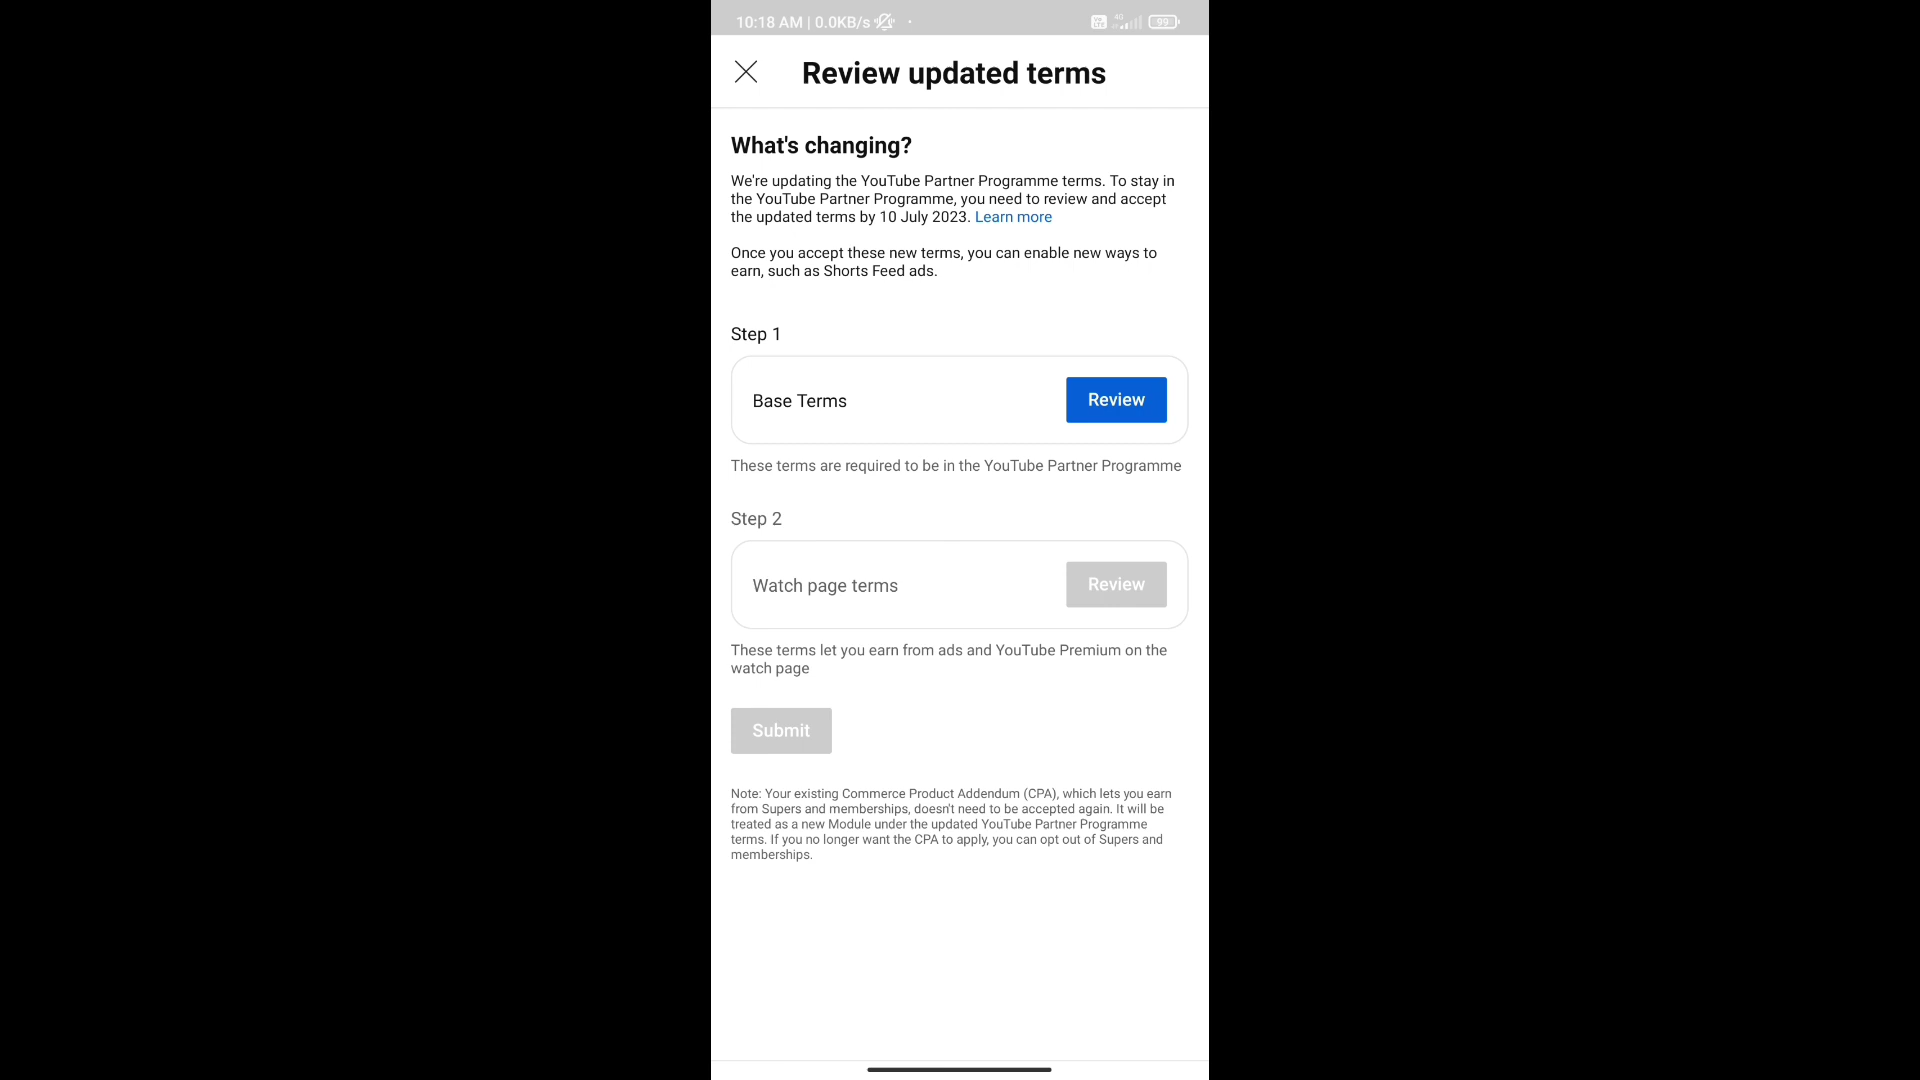 10:18 AM | 0.0KB/s
4G
99
Review updated terms
What's changing?
We're updating the YouTube Partner Programme terms. To stay in
the YouTube Partner Programme, you need to review and accept
the updated terms by 10 July 2023. Learn more
Once you accept these new terms, you can enable new ways to
earn, such as Shorts Feed ads.
Step 1
Base Terms
Review
These terms are required to be in the YouTube Partner Programme
Step 2
Watch page terms
Review
These terms let you earn from ads and YouTube Premium on the
watch page
Submit
Note: Your existing Commerce Product Addendum (CPA), which lets you earn
from Supers and memberships, doesn't need to be accepted again. It will be
treated as a new Module under the updated YouTube Partner Programme
terms. If you no longer want the CPA to apply, you can opt out of Supers and
memberships.